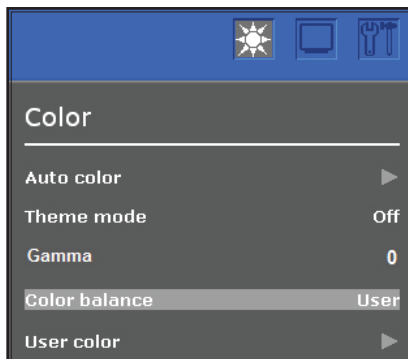 Color
Auto color
Theme mode Off
Gamma 0
Color balance User
User color